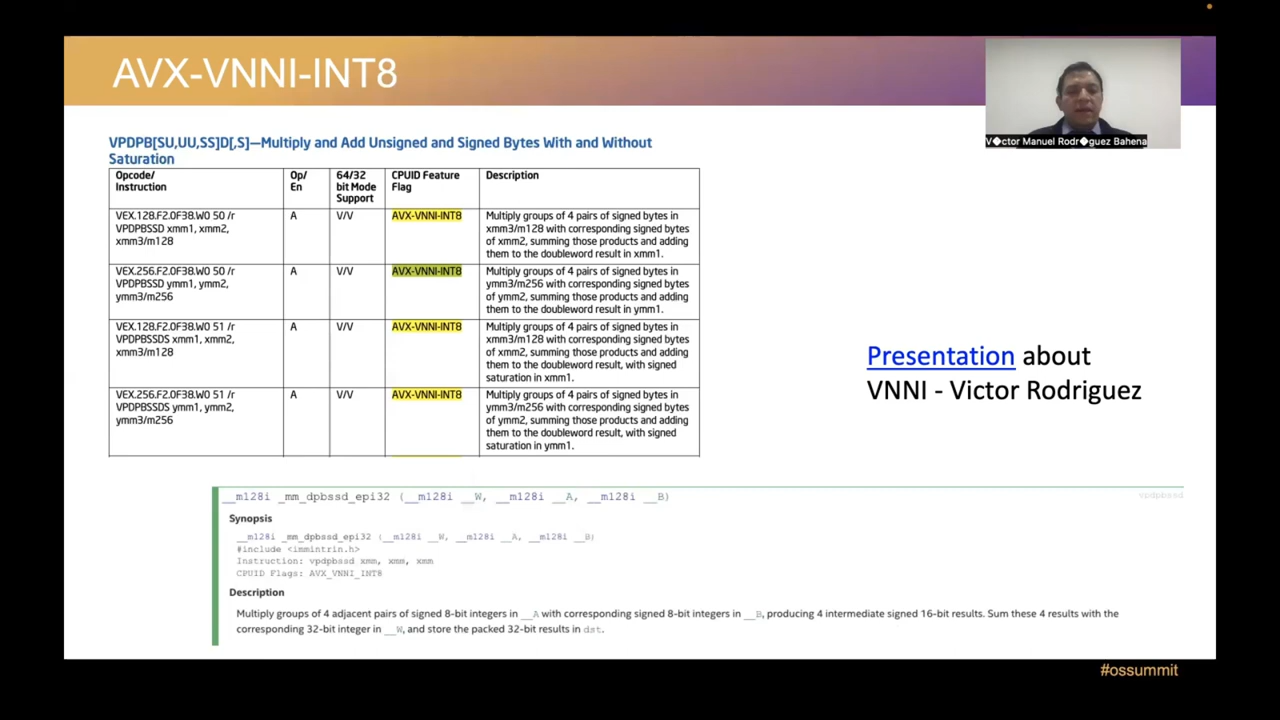 AVX-VNNI-INT8
V�ctor Manuel Rodr�guez Bahena
VPDPB[SU,UU,SS]D[,S]—Multiply and Add Unsigned and Signed Bytes With and Without
Saturation
Opcode/
Instruction
Op/
En
64/32
bit Mode
Support
CPUID Feature
Flag
Description
VEX.128.F2.0F38.W0 50 /r
VPDPBSSD xmm1, xmm2,
xmm3/m128
A
V/V
AVX-VNNI-INT8
Multiply groups of 4 pairs of signed bytes in
xmm3/m128 with corresponding signed bytes
of xmm2, summing those products and adding
them to the doubleword result in xmm1.
VEX.256.F2.0F38.W0 50 /r
VPDPBSSD ymm1, ymm2,
ymm3/m256
A
V/V
AVX-VNNI-INT8
Multiply groups of 4 pairs of signed bytes in
ymm3/m256 with corresponding signed bytes
of ymm2, summing those products and adding
them to the doubleword result in ymm1.
VEX.128.F2.0F38.W0 51 /r
VPDPBSSDS xmm1, xmm2,
xmm3/m128
A
V/V
AVX-VNNI-INT8
Multiply groups of 4 pairs of signed bytes in
xmm3/m128 with corresponding signed bytes
of xmm2, summing those products and adding
them to the doubleword result, with signed
saturation in xmm1.
VEX.256.F2.0F38.W0 51 /r
VPDPBSSDS ymm1, ymm2,
ymm3/m256
A
V/V
AVX-VNNI-INT8
Multiply groups of 4 pairs of signed bytes in
ymm3/m256 with corresponding signed bytes
of ymm2, summing those products and adding
them to the doubleword result, with signed
saturation in ymm1.
Presentation about
VNNI - Victor Rodriguez
__m128i _mm_dpbssd_epi32 (__m128i __W, __m128i __A, __m128i __B)
vpdpbssd
Synopsis
__m128i _mm_dpbssd_epi32 (__m128i __W, __m128i __A, __m128i __B)
#include <immintrin.h>
Instruction: vpdpbssd xmm, xmm, xmm
CPUID Flags: AVX_VNNI_INT8
Description
Multiply groups of 4 adjacent pairs of signed 8-bit integers in __A with corresponding signed 8-bit integers in __B, producing 4 intermediate signed 16-bit results. Sum these 4 results with the
corresponding 32-bit integer in __W, and store the packed 32-bit results in dst.
#ossummit